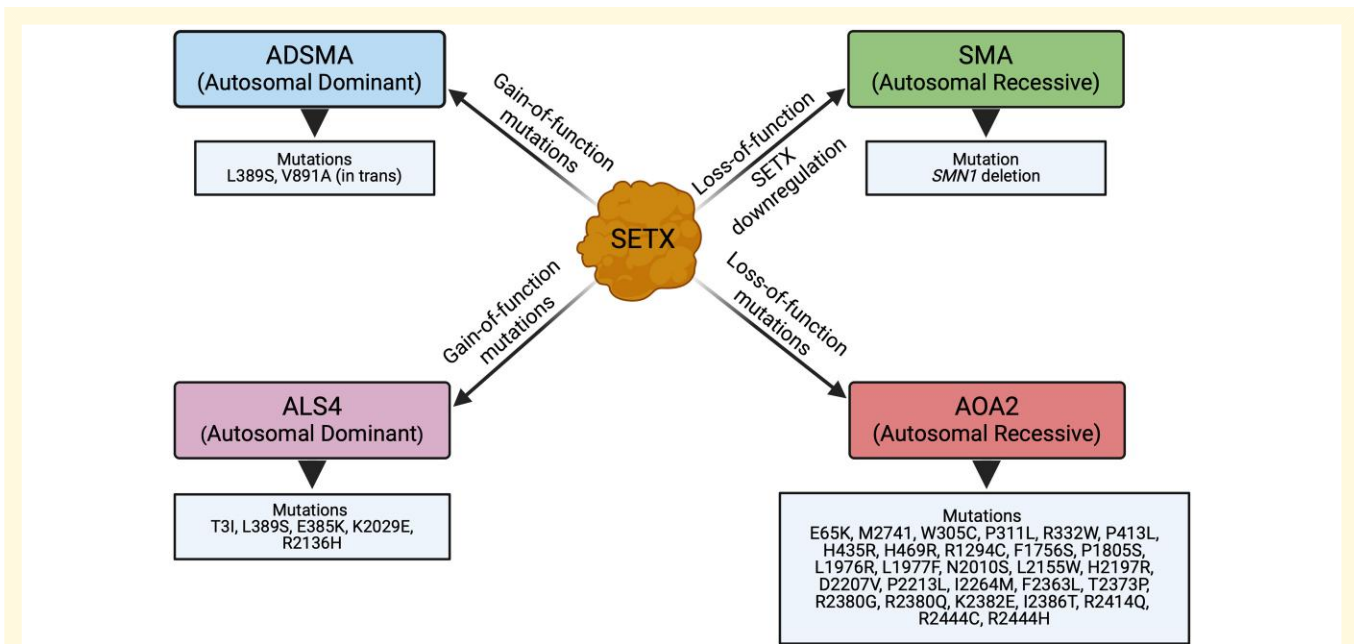 ADSMA
(Autosomal Dominant)
Mutations
L389S, V891A (in trans)
Gain-of-function
mutations
SMA
(Autosomal Recessive)
Mutation
SMN1 deletion
Loss-of-function
SETX
downregulation
SETX
Gain-of-function
mutations
Loss-of-function
mutations
ALS4
(Autosomal Dominant)
Mutations
T3I, L389S, E385K, K2029E,
R2136H
AOA2
(Autosomal Recessive)
Mutations
E65K, M2741, W305C, P311L, R332W, P413L,
H435R, H469R, R1294C, F1756S, P1805S,
L1976R, L1977F, N2010S, L2155W, H2197R,
D2207V, P2213L, I2264M, F2363L, T2373P,
R2380G, R2380Q, K2382E, I2386T, R2414Q,
R2444C, R2444H